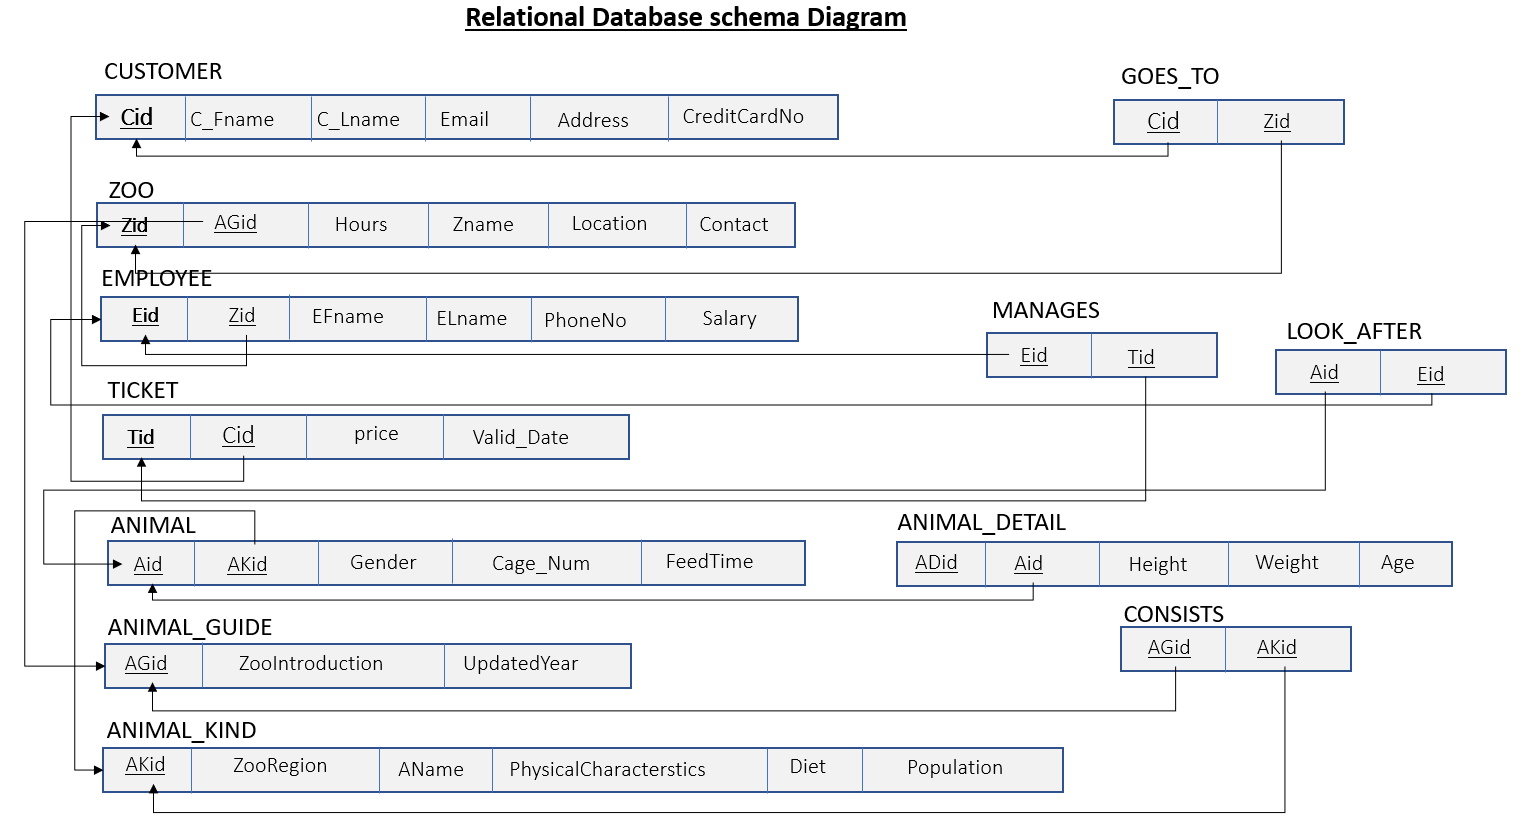 Relational Database schema Diagram
CUSTOMER
Cid C_Fname C_Lname Email Address CreditCardNo
GOES_TO
Cid Zid
ZOO
Zid AGid Hours Zname Location Contact
EMPLOYEE
Eid Zid EFname ELname PhoneNo Salary
MANAGES
Eid Tid
LOOK_AFTER
Aid Eid
TICKET
Tid Cid price Valid_Date
ANIMAL
Aid AKid Gender Cage_Num FeedTime
ANIMAL_DETAIL
ADid Aid Height Weight Age
ANIMAL_GUIDE
AGid ZooIntroduction UpdatedYear
CONSISTS
AGid AKid
ANIMAL_KIND
AKid ZooRegion AName PhysicalCharacterstics Diet Population